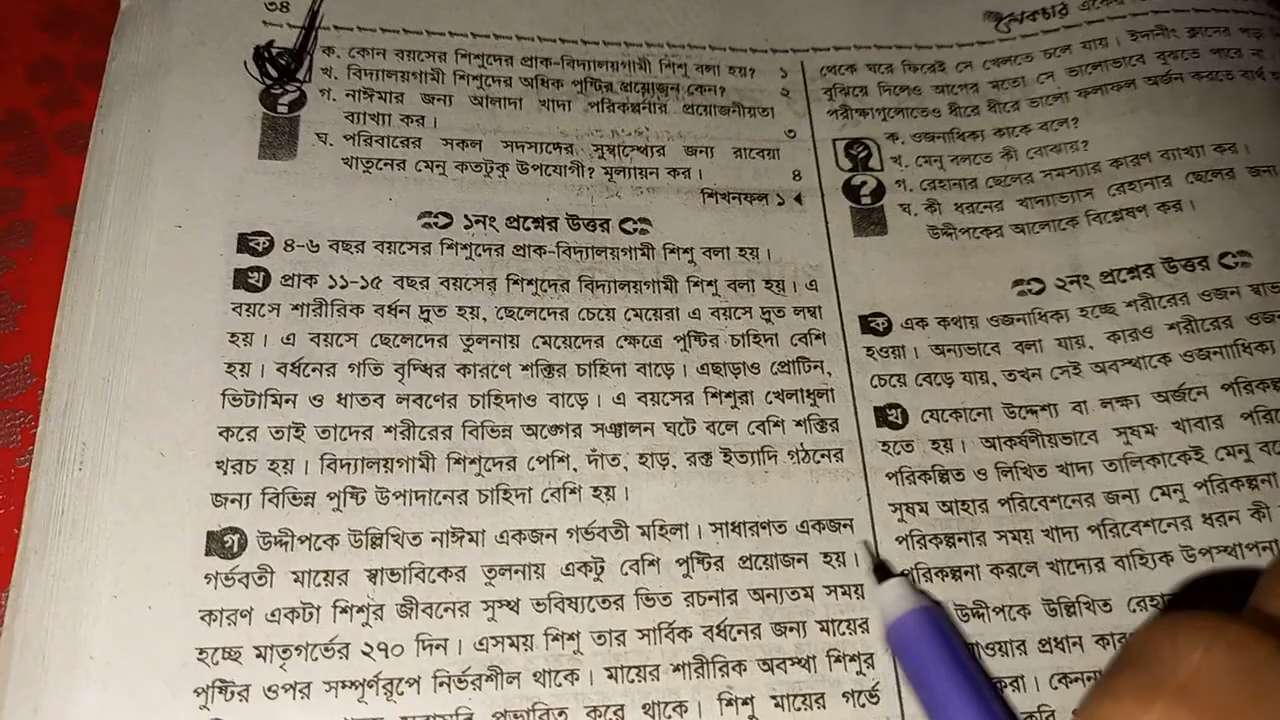 ৩৪
ক. কোন বয়সের শিশুদের প্রাক-বিদ্যালয়গামী শিশু বলা হয়? ১
খ. বিদ্যালয়গামী শিশুদের অধিক পুষ্টির প্রয়োজন কেন? ২
গ. নাঈমার জন্য আলাদা খাদ্য পরিকল্পনার প্রয়োজনীয়তা
ব্যাখ্যা কর। ৩
ঘ. পরিবারের সকল সদস্যদের সুস্বাস্থ্যের জন্য রাবেয়া
খাতুনের মেনু কতটুকু উপযোগী? মূল্যায়ন কর। ৪
শিখনফল ১
১নং প্রশ্নের উত্তর
ক ৪-৬ বছর বয়সের শিশুদের প্রাক-বিদ্যালয়গামী শিশু বলা হয়।
খ প্রাক ১১-১৫ বছর বয়সের শিশুদের বিদ্যালয়গামী শিশু বলা হয়। এ
বয়সে শারীরিক বর্ধন দ্রুত হয়, ছেলেদের চেয়ে মেয়েরা এ বয়সে দ্রুত লম্বা
হয়। এ বয়সে ছেলেদের তুলনায় মেয়েদের ক্ষেত্রে পুষ্টির চাহিদা বেশি
হয়। বর্ধনের গতি বৃদ্ধির কারণে শক্তির চাহিদা বাড়ে। এছাড়াও প্রোটিন,
ভিটামিন ও ধাতব লবণের চাহিদাও বাড়ে। এ বয়সের শিশুরা খেলাধুলা
করে তাই তাদের শরীরের বিভিন্ন অঙ্গের সঞ্চালন ঘটে বলে বেশি শক্তির
খরচ হয়। বিদ্যালয়গামী শিশুদের পেশি, দাঁত, হাড়, রক্ত ইত্যাদি গঠনের
জন্য বিভিন্ন পুষ্টি উপাদানের চাহিদা বেশি হয়।
গ উদ্দীপকে উল্লিখিত নাঈমা একজন গর্ভবতী মহিলা। সাধারণত একজন
গর্ভবতী মায়ের স্বাভাবিকের তুলনায় একটু বেশি পুষ্টির প্রয়োজন হয়।
কারণ একটা শিশুর জীবনের সুস্থ ভবিষ্যতের ভিত রচনার অন্যতম সময়
হচ্ছে মাতৃগর্ভের ২৭০ দিন। এসময় শিশু তার সার্বিক বর্ধনের জন্য মায়ের
পুষ্টির ওপর সম্পূর্ণরূপে নির্ভরশীল থাকে। মায়ের শারীরিক অবস্থা শিশুর
প্রভাবিত করে থাকে। শিশু মায়ের গর্ভে
একের
থেকে ঘরে ফিরেই সে খেলতে চলে যায়। ইদানীং ক্লাসের পড়া
বুঝিয়ে দিলেও আগের মতো সে ভালোভাবে বুঝতে পারে না
পরীক্ষাগুলোতেও ধীরে ধীরে ভালো ফলাফল অর্জন করতে ব্যর্থ
ক. ওজনাধিক্য কাকে বলে?
খ. মেনু বলতে কী বোঝায়?
গ. রেহানার ছেলের সমস্যার কারণ ব্যাখ্যা কর।
ঘ. কী ধরনের খাদ্যাভ্যাস রেহানার ছেলের জন্য
উদ্দীপকের আলোকে বিশ্লেষণ কর।
২নং প্রশ্নের উত্তর
ক এক কথায় ওজনাধিক্য হচ্ছে শরীরের ওজন
হওয়া। অন্যভাবে বলা যায়, কারও শরীরের ওজন
চেয়ে বেড়ে যায়, তখন সেই অবস্থাকে ওজনাধিক্য
খ যেকোনো উদ্দেশ্য বা লক্ষ্য অর্জনে
হতে হয়। আকর্ষণীয়ভাবে সুষম খাবার
পরিকল্পিত ও লিখিত খাদ্য তালিকাকেই মেনু
সুষম আহার পরিবেশনের জন্য মেনু পরিকল্পনা
পরিকল্পনার সময় খাদ্য পরিবেশনের ধরন কী
পরিকল্পনা করলে খাদ্যের বাহ্যিক উপস্থাপনা
উদ্দীপকে উল্লিখিত
প্রধান
করা। কেননা